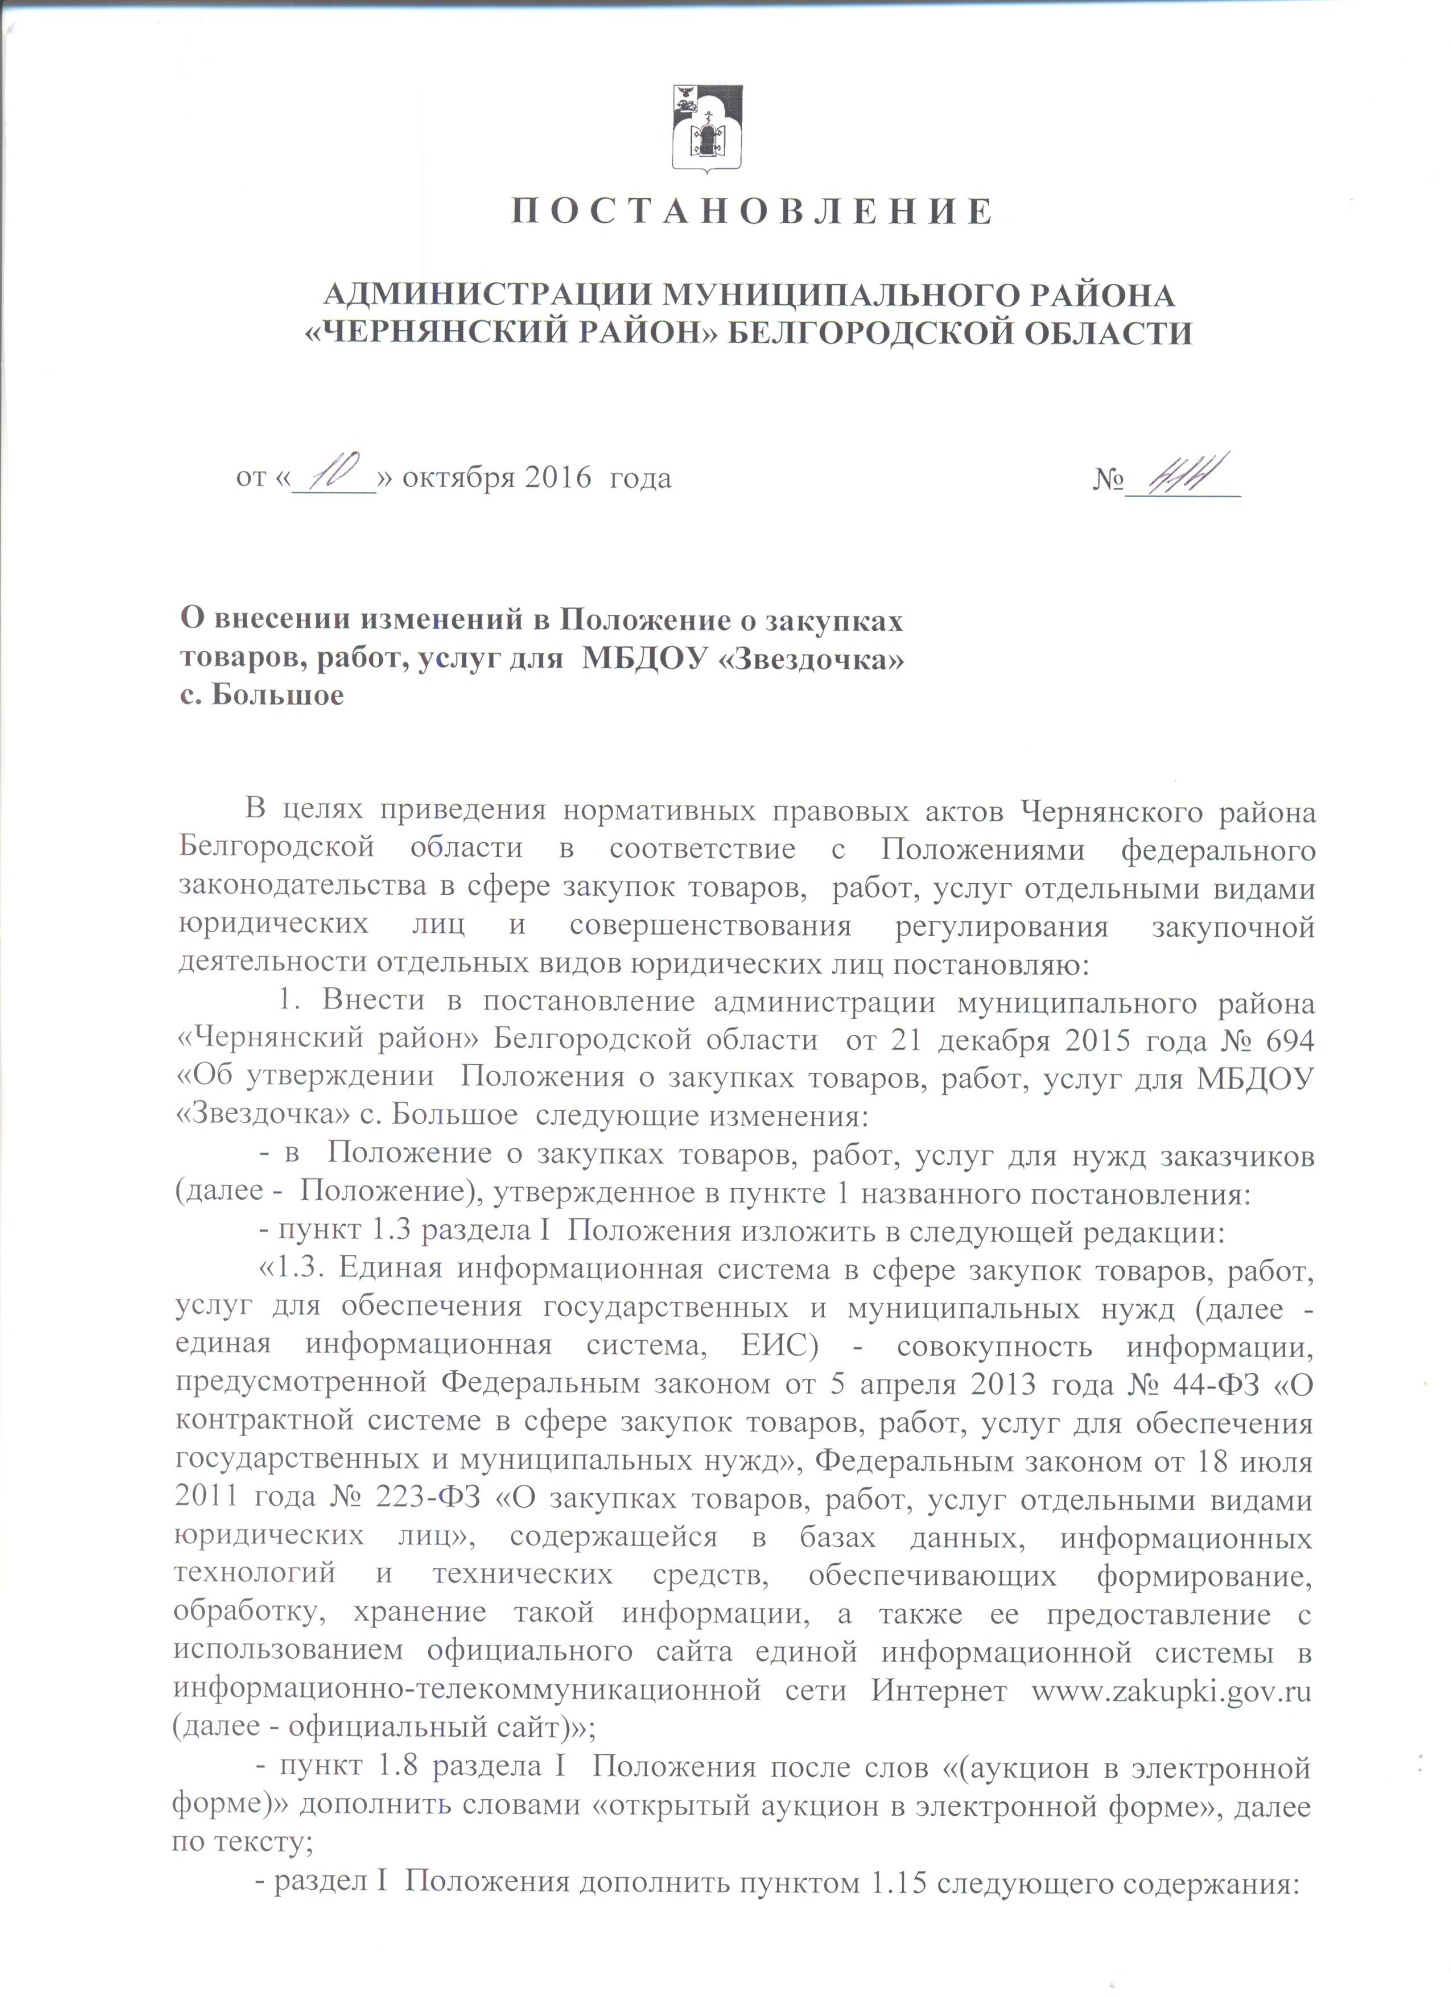 П О С Т А Н О В Л Е Н И Е
АДМИНИСТРАЦИИ МУНИЦИПАЛЬНОГО РАЙОНА
«ЧЕРНЯНСКИЙ РАЙОН» БЕЛГОРОДСКОЙ ОБЛАСТИ
от «10» октября 2016 года №
О внесении изменений в Положение о закупках
товаров, работ, услуг для МБДОУ «Звездочка»
с. Большое
В целях приведения нормативных правовых актов Чернянского района
Белгородской области в соответствие с Положениями федерального
законодательства в сфере закупок товаров, работ, услуг отдельными видами
юридических лиц и совершенствования регулирования закупочной
деятельности отдельных видов юридических лиц постановляю:
1. Внести в постановление администрации муниципального района
«Чернянский район» Белгородской области от 21 декабря 2015 года № 694
«Об утверждении Положения о закупках товаров, работ, услуг для МБДОУ
«Звездочка» с. Большое следующие изменения:
- в Положение о закупках товаров, работ, услуг для нужд заказчиков
(далее - Положение), утвержденное в пункте 1 названного постановления:
- пункт 1.3 раздела I Положения изложить в следующей редакции:
«1.3. Единая информационная система в сфере закупок товаров, работ,
услуг для обеспечения государственных и муниципальных нужд (далее -
единая информационная система, ЕИС) - совокупность информации,
предусмотренной Федеральным законом от 5 апреля 2013 года № 44-ФЗ «О
контрактной системе в сфере закупок товаров, работ, услуг для обеспечения
государственных и муниципальных нужд», Федеральным законом от 18 июля
2011 года № 223-ФЗ «О закупках товаров, работ, услуг отдельными видами
юридических лиц», содержащейся в базах данных, информационных
технологий и технических средств, обеспечивающих формирование,
обработку, хранение такой информации, а также ее предоставление с
использованием официального сайта единой информационной системы в
информационно-телекоммуникационной сети Интернет www.zakupki.gov.ru
(далее - официальный сайт)»;
- пункт 1.8 раздела I Положения после слов «(аукцион в электронной
форме)» дополнить словами «открытый аукцион в электронной форме», далее
по тексту;
- раздел I Положения дополнить пунктом 1.15 следующего содержания: